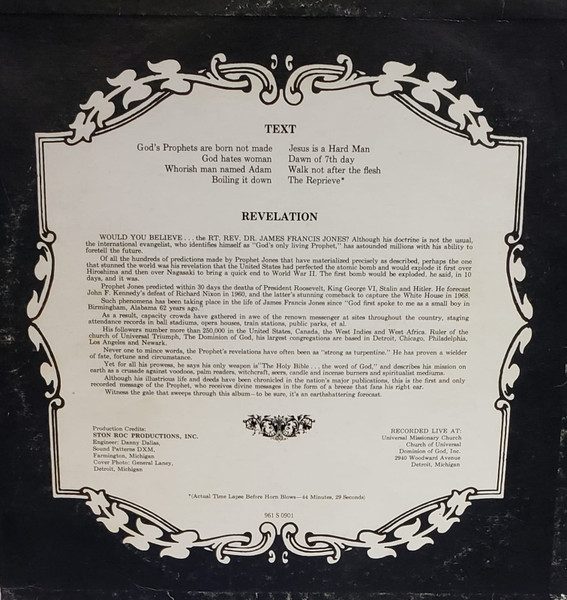 TEXT
God's Prophets are born not made
God hates woman
Whorish man named Adam
Boiling it down
Jesus is a Hard Man
Dawn of 7th day
Walk not after the flesh
The Reprieve*
REVELATION
WOULD YOU BELIEVE . . . the RT. REV. DR. JAMES FRANCIS JONES? Although his doctrine is not the usual,
the international evangelist, who identifies himself as "God's only living Prophet," has astounded millions with his ability to
foretell the future.
Of all the hundreds of predictions made by Prophet Jones that have materialized precisely as described, perhaps the one
that stunned the world was his revelation that the United States had perfected the atomic bomb and would explode it first over
Hiroshima and then over Nagasaki to bring a quick end to World War II. The first bomb would be exploded, he said, in 10
days, and it was.
Prophet Jones predicted within 30 days the deaths of President Roosevelt, King George VI, Stalin and Hitler. He forecast
John F. Kennedy's defeat of Richard Nixon in 1960, and the latter's stunning comeback to capture the White House in 1968.
Such phenomena has been taking place in the life of James Francis Jones since "God first spoke to me as a small boy in
Birmingham, Alabama 62 years ago."
As a result, capacity crowds have gathered in awe of the renown messenger at sites throughout the country, staging
attendance records in ball stadiums, opera houses, train stations, public parks, et al.
His followers number more than 250,000 in the United States, Canada, the West Indies and West Africa. Ruler of the
church of Universal Triumph, The Dominion of God, his largest congregations are based in Detroit, Chicago, Philadelphia,
Los Angeles and Newark.
Never one to mince words, the Prophet's revelations have often been as "strong as turpentine." He has proven a wielder
of fate, fortune and circumstance.
Yet for all his prowess, he says his only weapon is "The Holy Bible . . . the word of God," and describes his mission on
earth as a crusade against voodoos, palm readers, witchcraft, seers, candle and incense burners and spiritualist mediums.
Although his illustrious life and deeds have been chronicled in the nation's major publications, this is the first and only
recorded message of the Prophet, who receives divine messages in the form of a breeze that fans his right ear.
Witness the gale that sweeps through this album—to be sure, it's an earthshattering forecast.
Production Credits:
STON ROC PRODUCTIONS, INC.
Engineer: Danny Dallas,
Sound Patterns DXM,
Farmington, Michigan
Cover Photo: General Laney,
Detroit, Michigan
RECORDED LIVE AT:
Universal Missionary Church
Church of Universal
Dominion of God, Inc.
2940 Woodward Avenue
Detroit, Michigan
*(Actual Time Lapse Before Horn Blows—44 Minutes, 29 Seconds)
961 S 0901